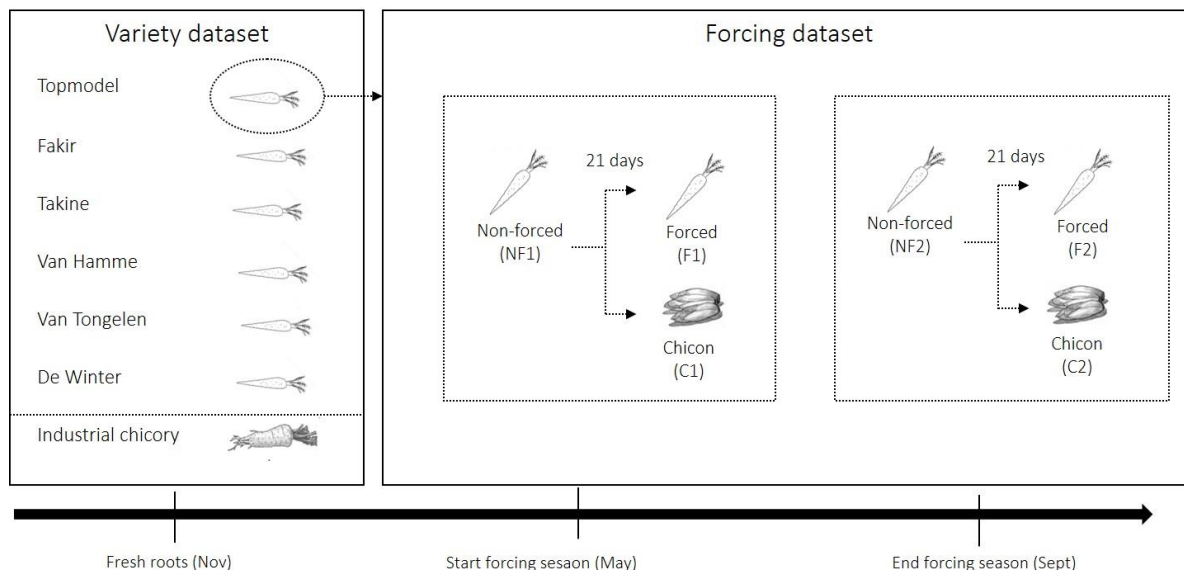 Variety dataset
Topmodel
Fakir
Takine
Van Hamme
Van Tongelen
De Winter
Industrial chicory
Forcing dataset
21 days
Non-forced
(NF1)
Forced
(F1)
Chicon
(C1)
21 days
Non-forced
(NF2)
Forced
(F2)
Chicon
(C2)
Fresh roots (Nov)
Start forcing sesaon (May)
End forcing season (Sept)